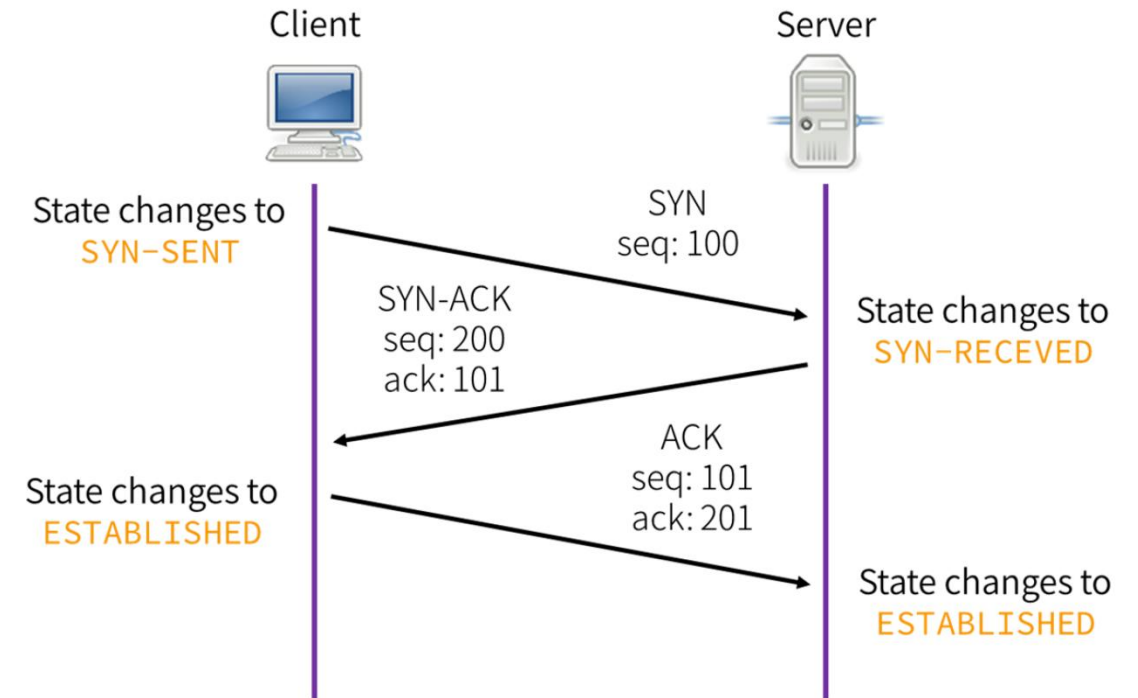 Client
Server
State changes to
SYN-SENT
SYN
seq: 100
SYN-ACK
seq: 200
ack: 101
State changes to
SYN-RECEVED
ACK
seq: 101
ack: 201
State changes to
ESTABLISHED
State changes to
ESTABLISHED